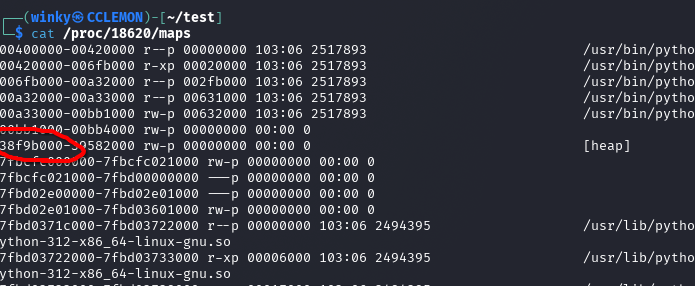 ——(winky㉿CCLEMON)-[~/test]
$ cat /proc/18620/maps
00400000-00420000 r--p 00000000 103:06 2517893 /usr/bin/pytho
00420000-006fb000 r-xp 00020000 103:06 2517893 /usr/bin/pytho
006fb000-00a32000 r--p 002fb000 103:06 2517893 /usr/bin/pytho
00a32000-00a33000 r--p 00631000 103:06 2517893 /usr/bin/pytho
00a33000-00bb1000 rw-p 00632000 103:06 2517893 /usr/bin/pytho
00bb1000-00bb4000 rw-p 00000000 00:00 0
38f9b000-39582000 rw-p 00000000 00:00 0 [heap]
7fbcfc000000-7fbcfc021000 rw-p 00000000 00:00 0
7fbcfc021000-7fbd00000000 ---p 00000000 00:00 0
7fbd02e00000-7fbd02e01000 ---p 00000000 00:00 0
7fbd02e01000-7fbd03601000 rw-p 00000000 00:00 0
7fbd0371c000-7fbd03722000 r--p 00000000 103:06 2494395 /usr/lib/pytho
ython-312-x86_64-linux-gnu.so
7fbd03722000-7fbd03733000 r-xp 00006000 103:06 2494395 /usr/lib/pytho
ython-312-x86_64-linux-gnu.so